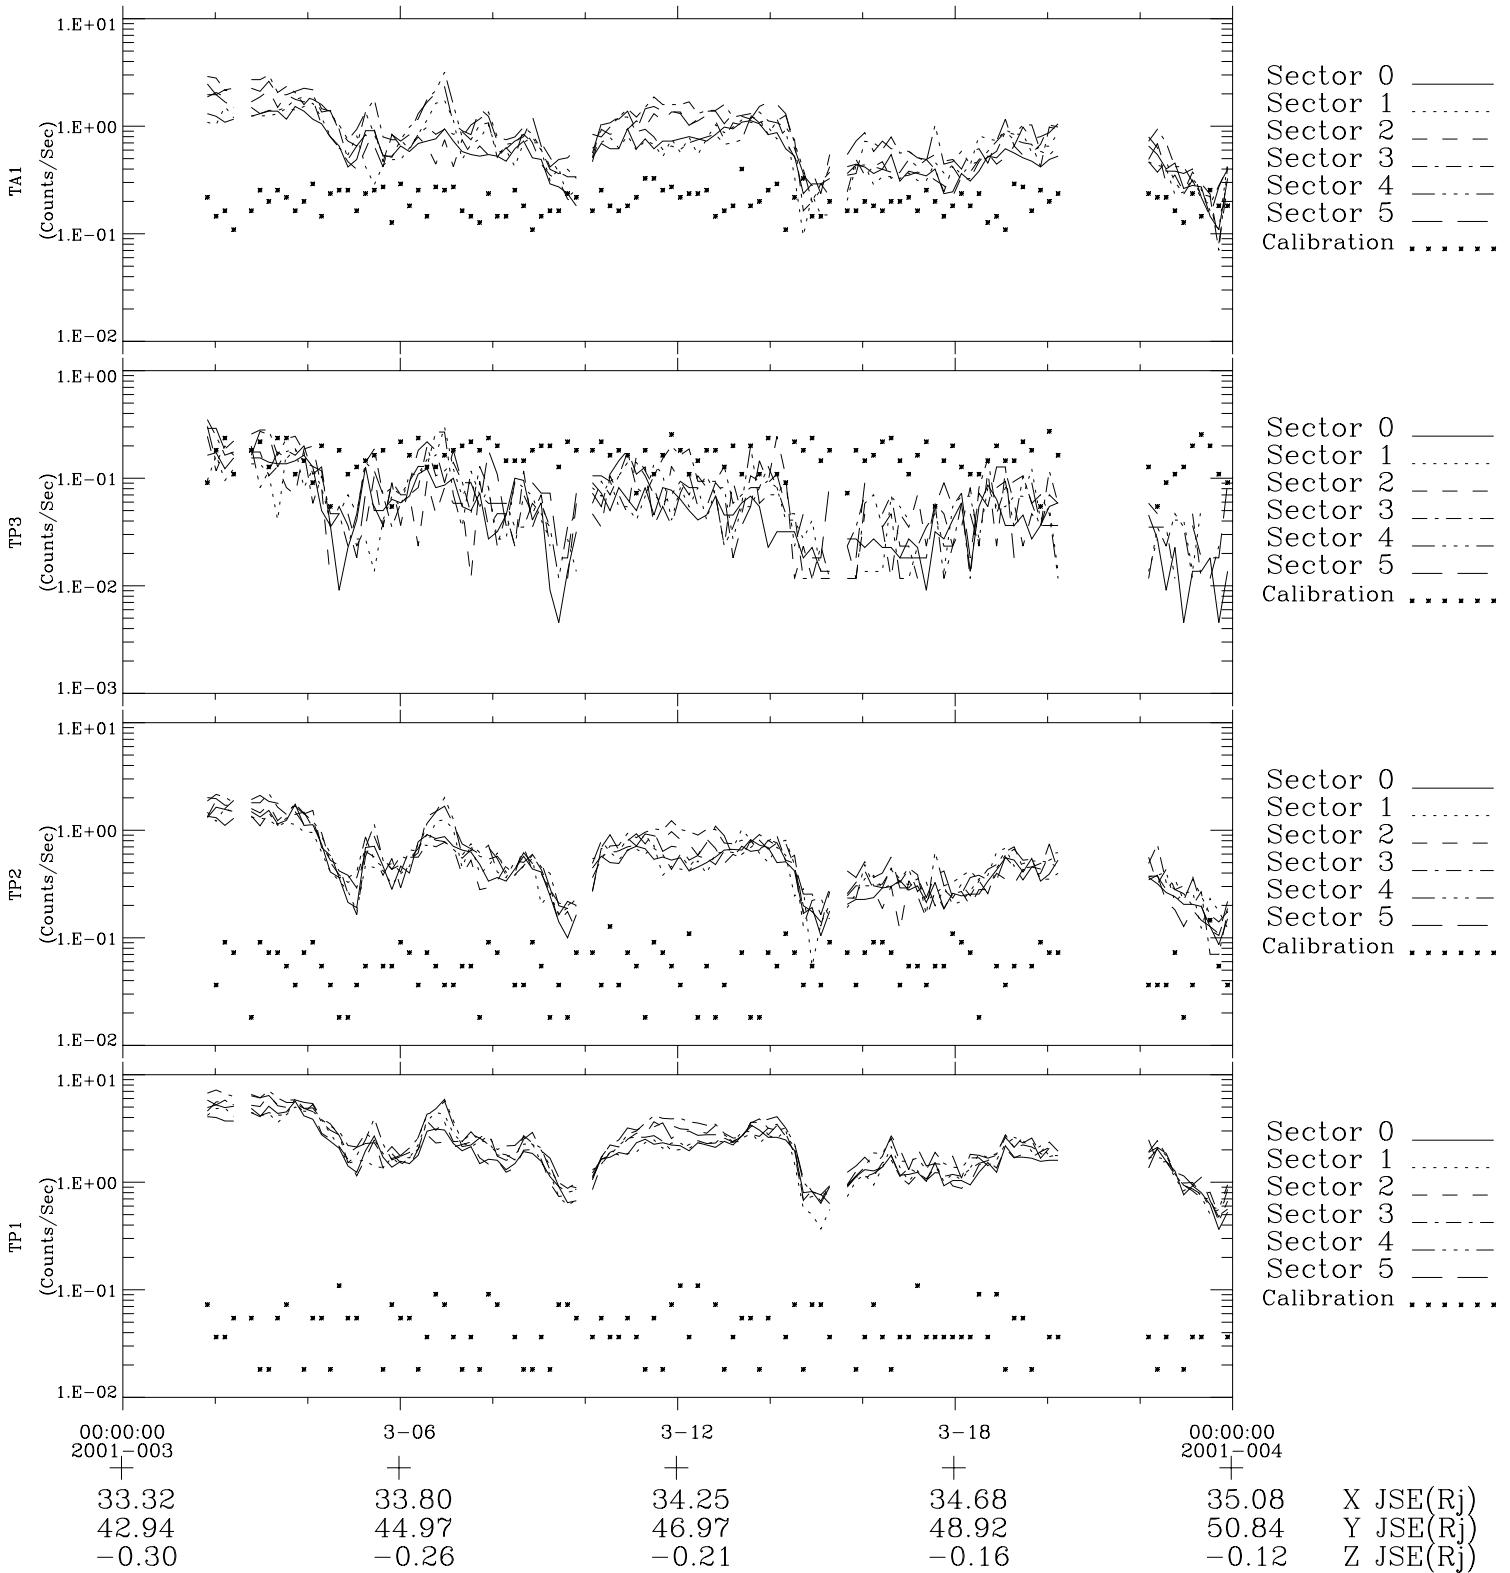 TA1
(Counts/Sec)
1.E+01
1.E+00
1.E-01
1.E-02
Sector 0
Sector 1
Sector 2
Sector 3
Sector 4
Sector 5
Calibration
TP3
(Counts/Sec)
1.E+00
1.E-01
1.E-02
1.E-03
Sector 0
Sector 1
Sector 2
Sector 3
Sector 4
Sector 5
Calibration
TP2
(Counts/Sec)
1.E+01
1.E+00
1.E-01
1.E-02
Sector 0
Sector 1
Sector 2
Sector 3
Sector 4
Sector 5
Calibration
TP1
(Counts/Sec)
1.E+01
1.E+00
1.E-01
1.E-02
Sector 0
Sector 1
Sector 2
Sector 3
Sector 4
Sector 5
Calibration
00:00:00 3-06 3-12 3-18 00:00:00
2001-003 2001-004
33.32 33.80 34.25 34.68 35.08 X JSE(Rj)
42.94 44.97 46.97 48.92 50.84 Y JSE(Rj)
-0.30 -0.26 -0.21 -0.16 -0.12 Z JSE(Rj)